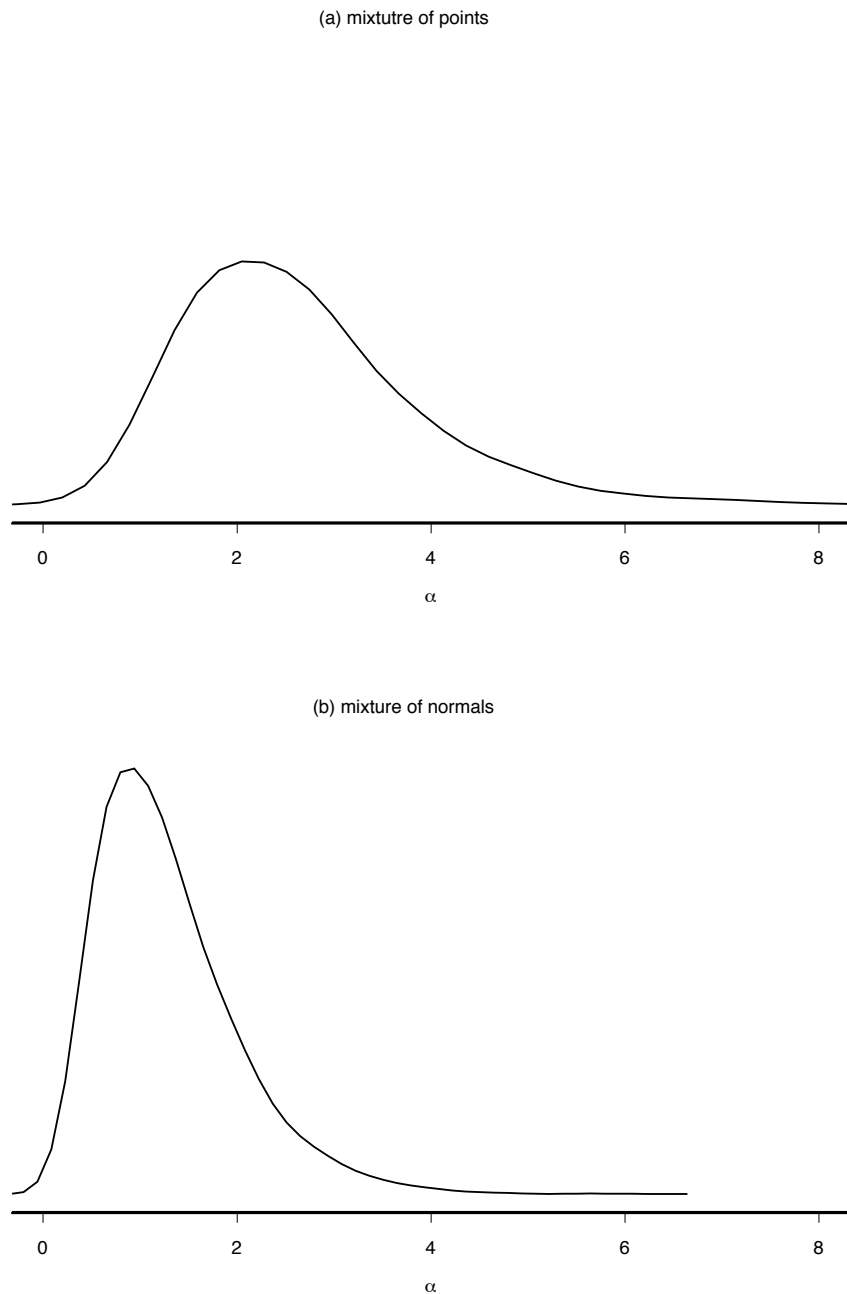 (a) mixtutre of points
0 2 4 6 8
α
(b) mixture of normals
0 2 4 6 8
α